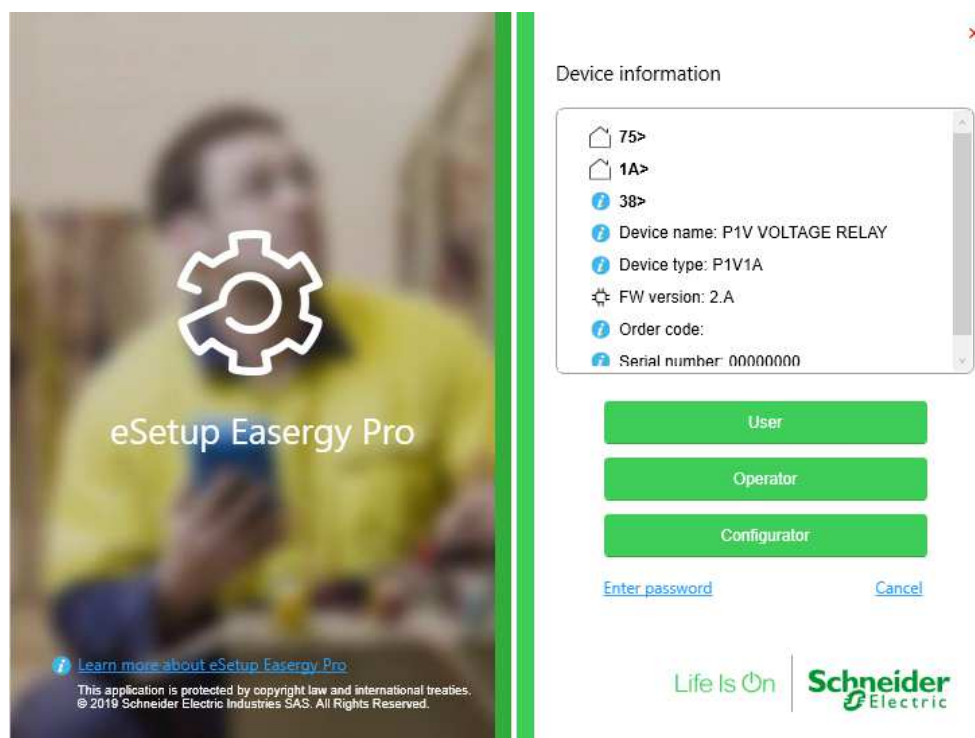 eSetup Easergy Pro
Learn more about eSetup Easergy Pro
This application is protected by copyright law and international treaties.
© 2019 Schneider Electric Industries SAS. All Rights Reserved.
Device information
75>
1A>
38>
Device name: P1V VOLTAGE RELAY
Device type: P1V1A
FW version: 2.A
Order code:
Serial number: 00000000
User
Operator
Configurator
Enter password Cancel
Life Is On Schneider
Electric